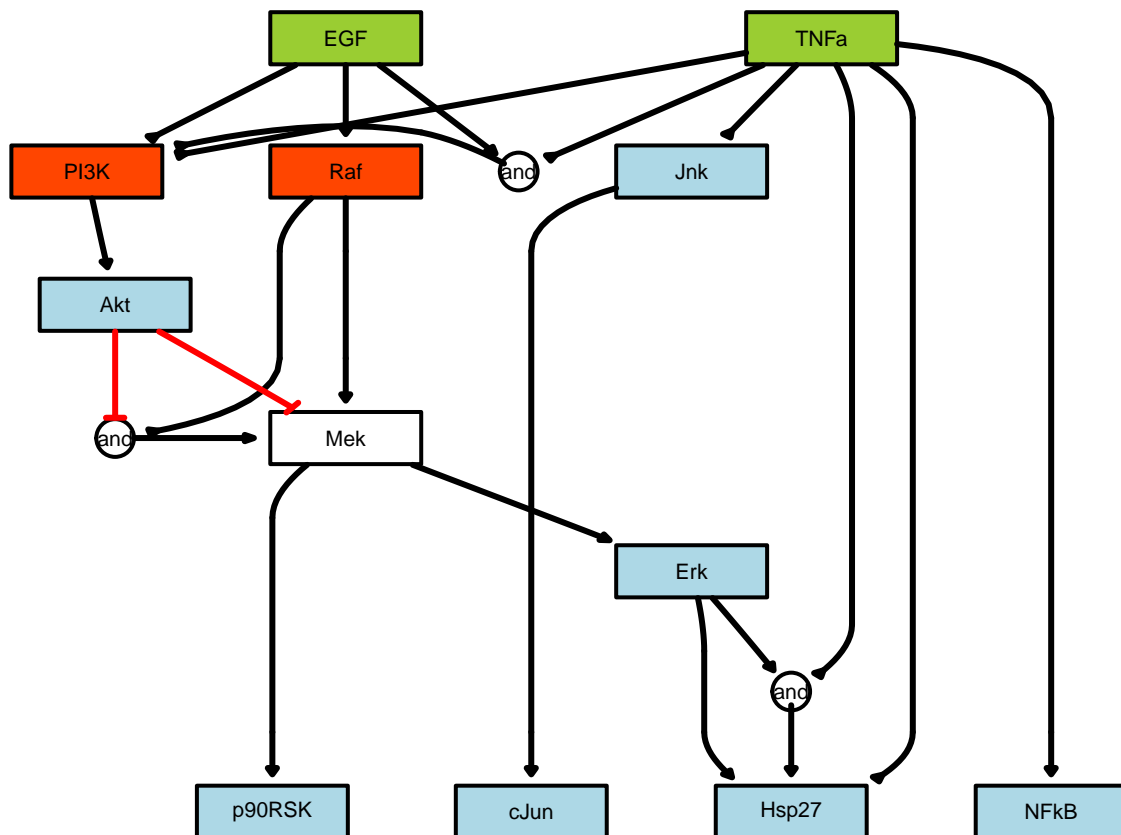 EGF
TNFa
PI3K
Raf
and
Jnk
Akt
and
Mek
Erk
and
p90RSK
cJun
Hsp27
NFkB